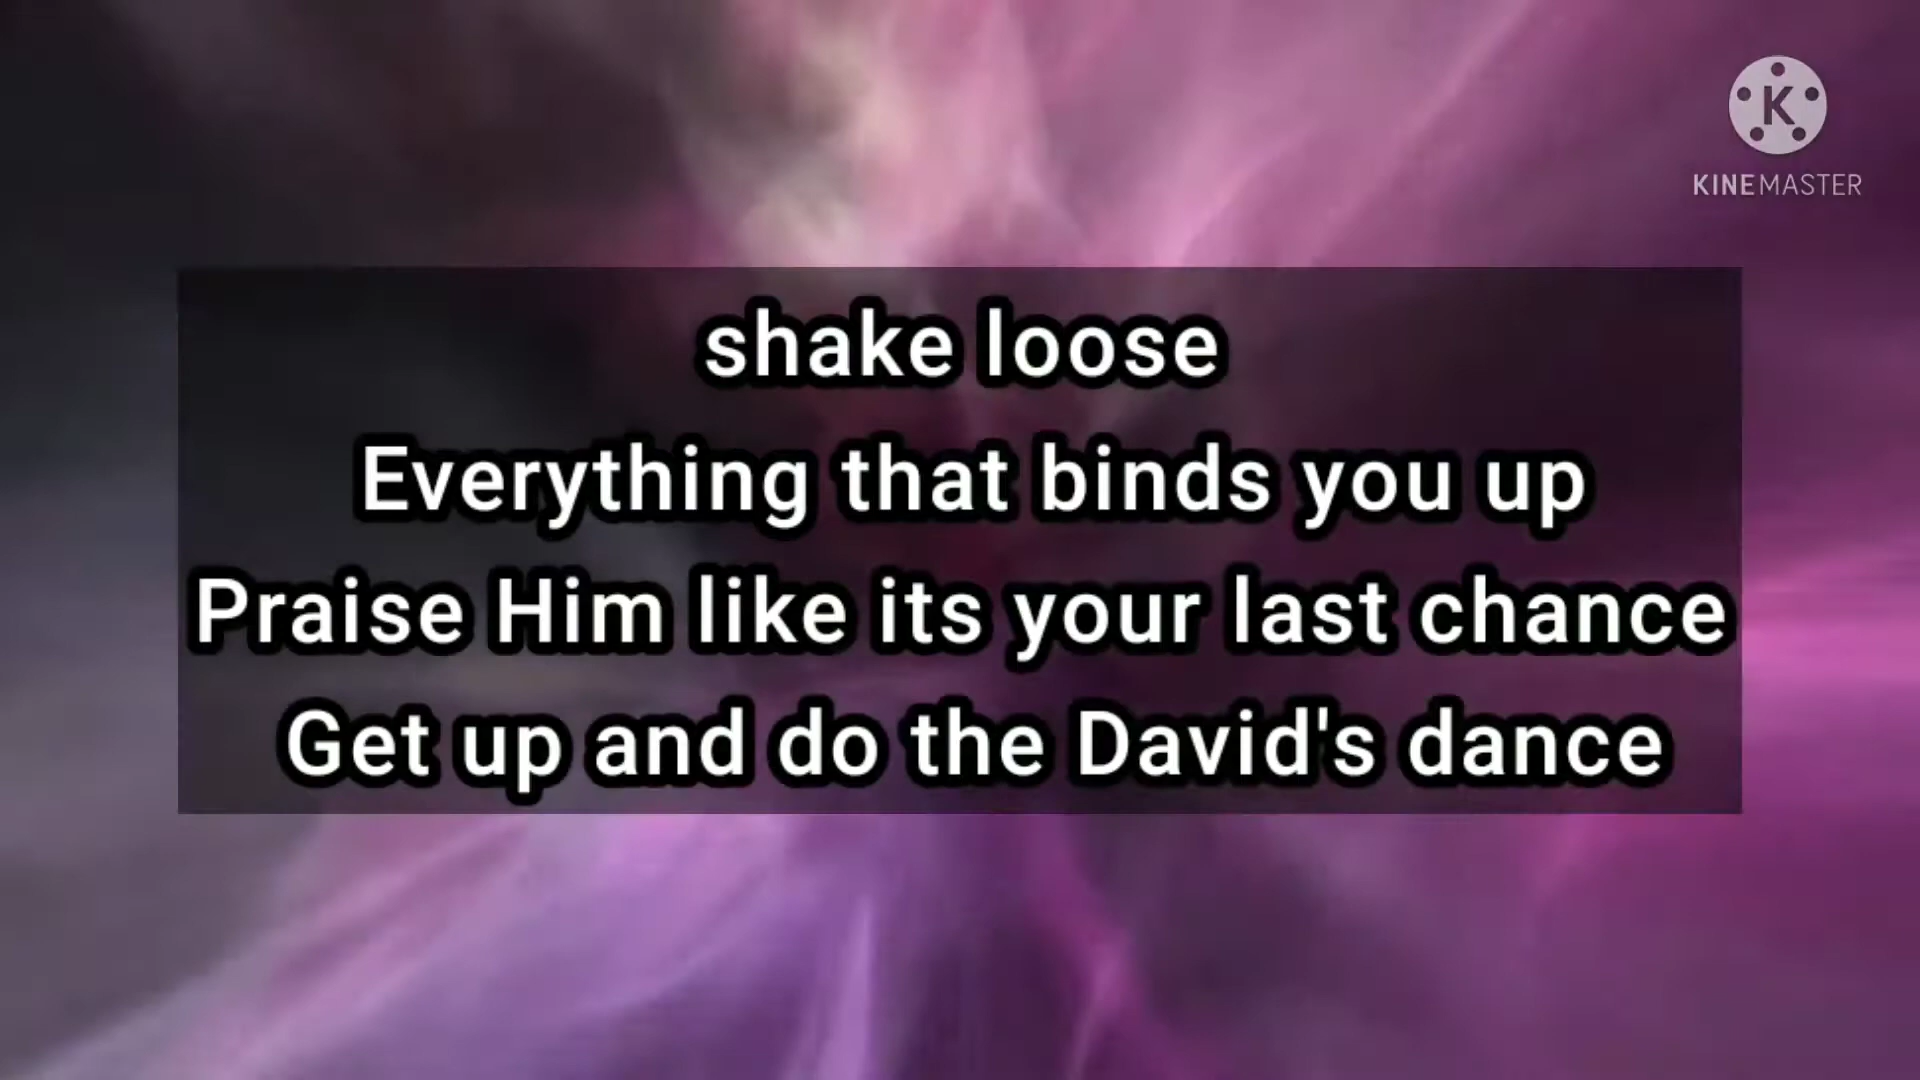 K
KINEMASTER
shake loose
Everything that binds you up
Praise Him like its your last chance
Get up and do the David's dance